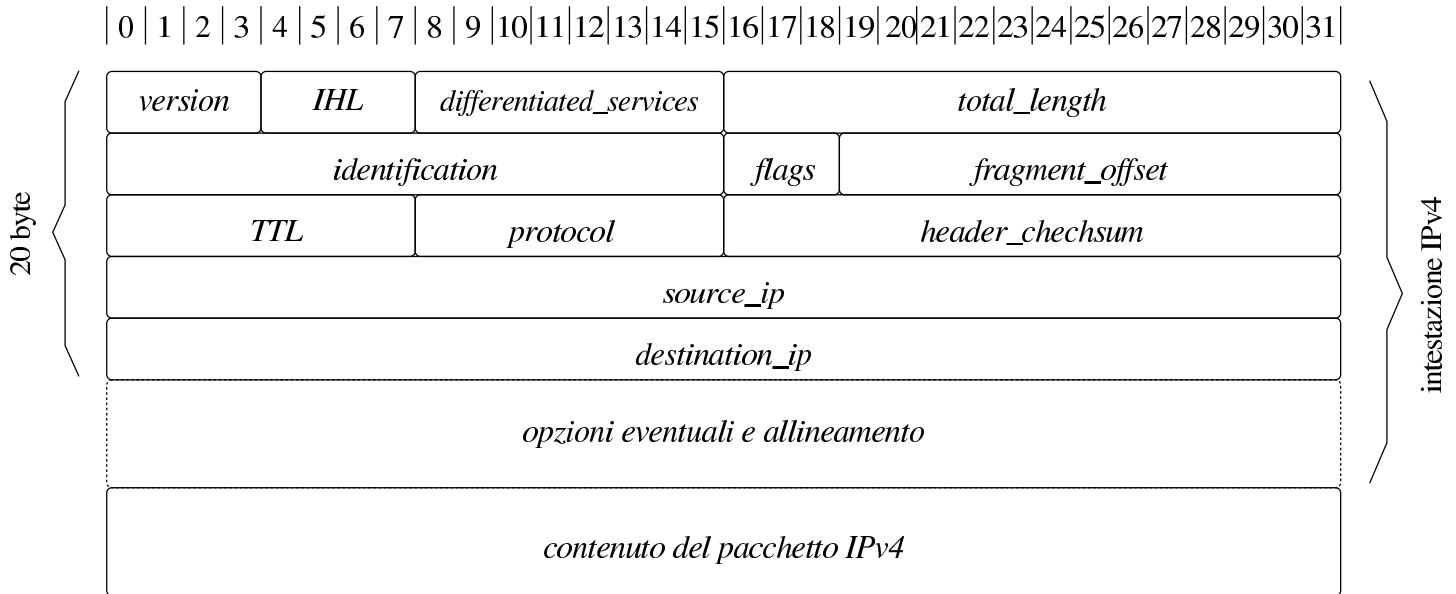 0 1 2 3 4 5 6 7 8 9 10 11 12 13 14 15 16 17 18 19 20 21 22 23 24 25 26 27 28 29 30 31
version IHL differentiated_services total_length
identification flags fragment_offset
TTL protocol header_chechsum
source_ip
destination_ip
opzioni eventuali e allineamento
contenuto del pacchetto IPv4
20 byte
intestazione IPv4